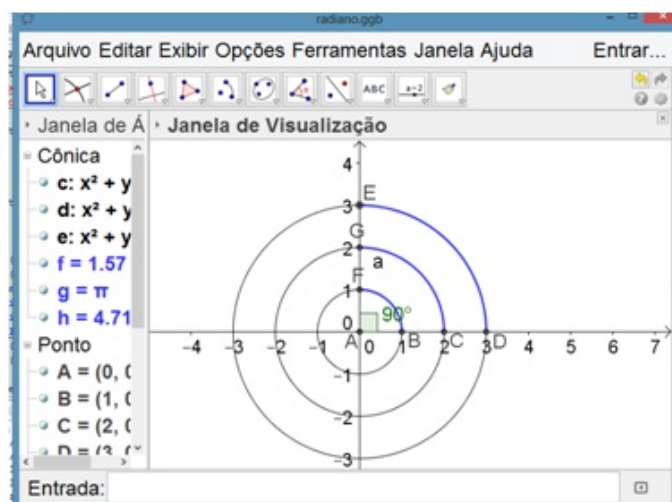 radiano.ggb
Arquivo Editar Exibir Opções Ferramentas Janela Ajuda Entrar...
ABC a=2
Janela de Á
Janela de Visualização
Cônica
c: x² + y
d: x² + y
e: x² + y
f = 1.57
g = π
h = 4.71
Ponto
A = (0, 0
B = (1, 0
C = (2, 0
D = (3, 0
4
E
3
G
2
a
F
1
90°
0
-4 -3 -2 -1 A 0 1 B 2 C 3 D 4 5 6 7
-1
-2
-3
Entrada: